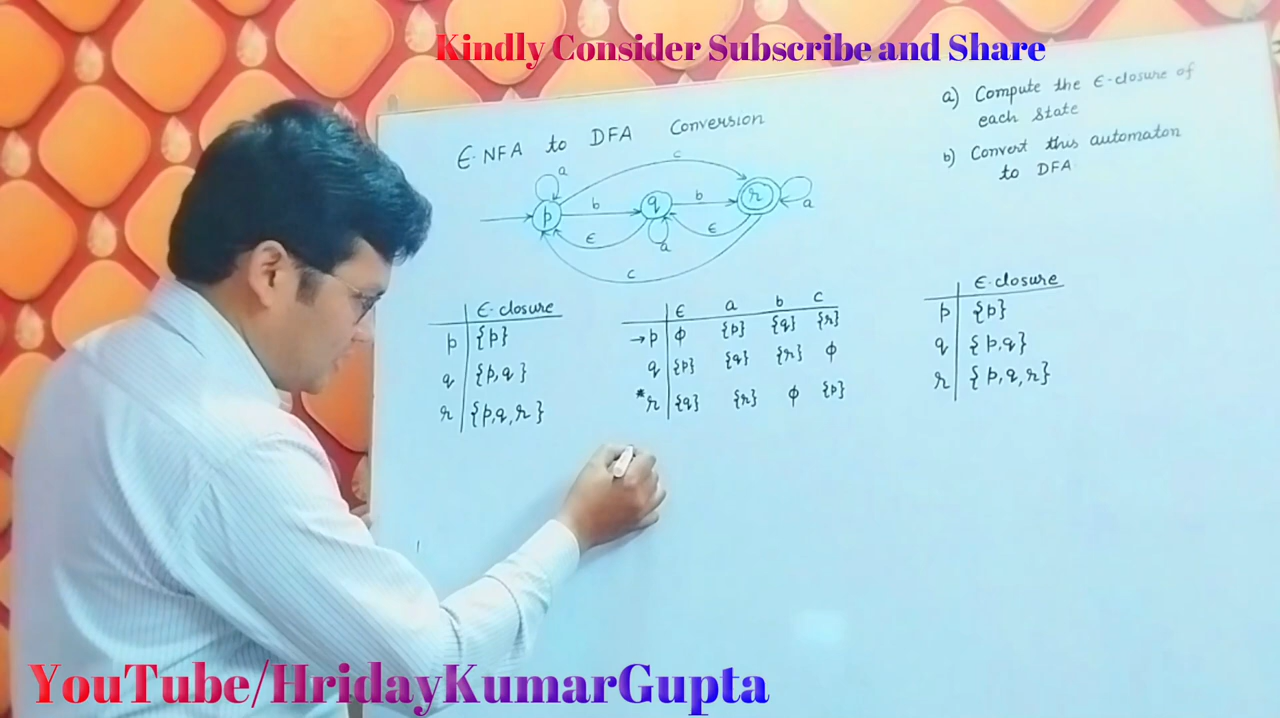 Kindly Consider Subscribe and Share
a) Compute the ϵ-closure of
each state
b) Convert this automaton
to DFA
ϵ-NFA to DFA Conversion
c
a
b
b
p
q
r
a
ϵ
ϵ
a
c
ϵ-closure
p {p}
q {p,q}
r {p,q,r}
ϵ a b c
→p ϕ {p} {q} {r}
q {p} {q} {r} ϕ
*r {q} {r} ϕ {p}
ϵ-closure
p {p}
q {p,q}
r {p,q,r}
YouTube/HridayKumarGupta